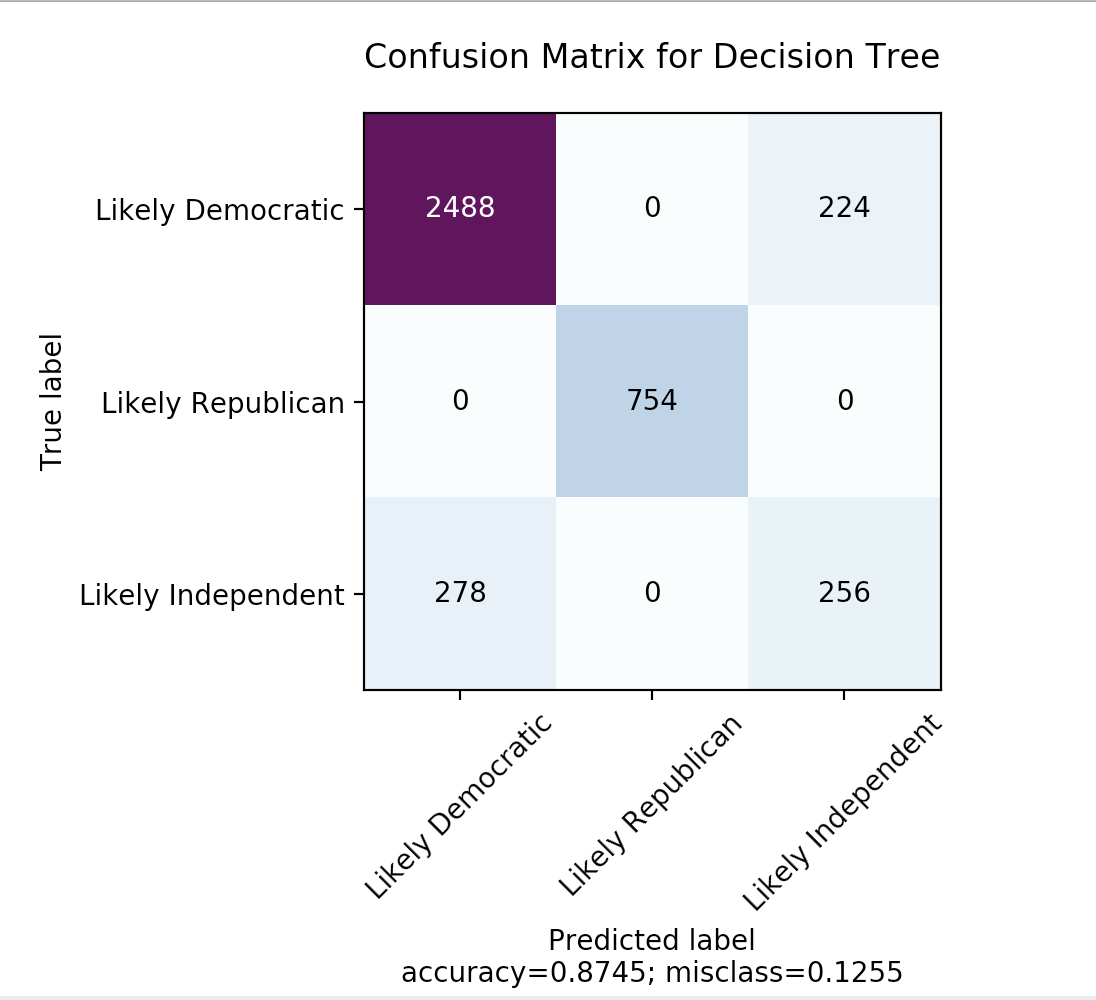 Confusion Matrix for Decision Tree
Likely Democratic
2488 0 224
True label
Likely Republican
0 754 0
Likely Independent
278 0 256
Likely Democratic
Likely Republican
Likely Independent
Predicted label
accuracy=0.8745; misclass=0.1255